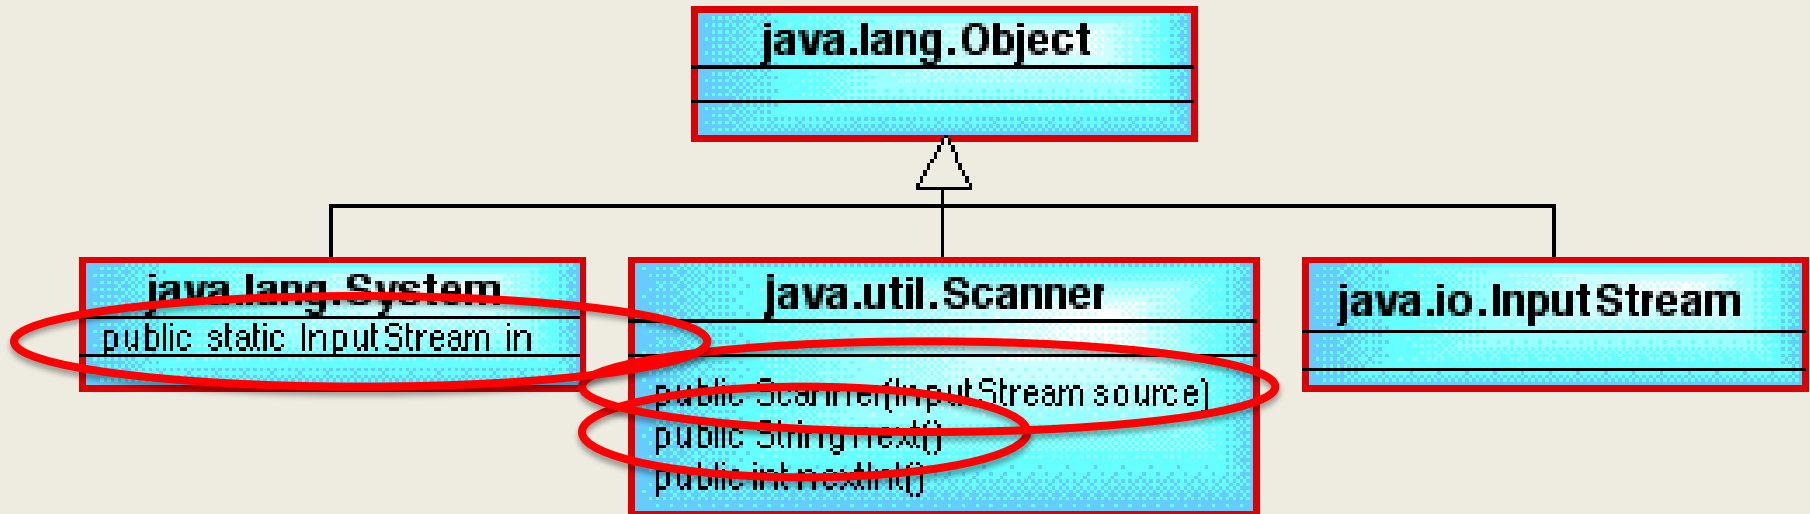 java.lang.Object
java.lang.System
public static InputStream in
java.util.Scanner
public Scanner(InputStream source)
public String next()
public int nextInt()
java.io.InputStream